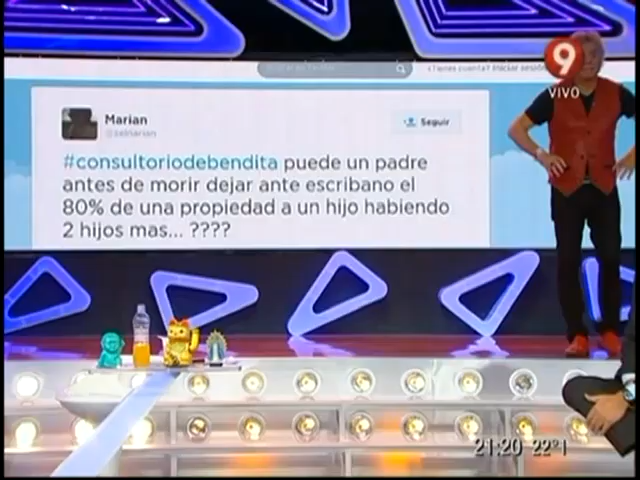 9
VIVO
¿Tienes cuenta? Iniciar sesión
Marian
Seguir
#consultoriodebendita puede un padre
antes de morir dejar ante escribano el
80% de una propiedad a un hijo habiendo
2 hijos mas... ????
21:20 22°1